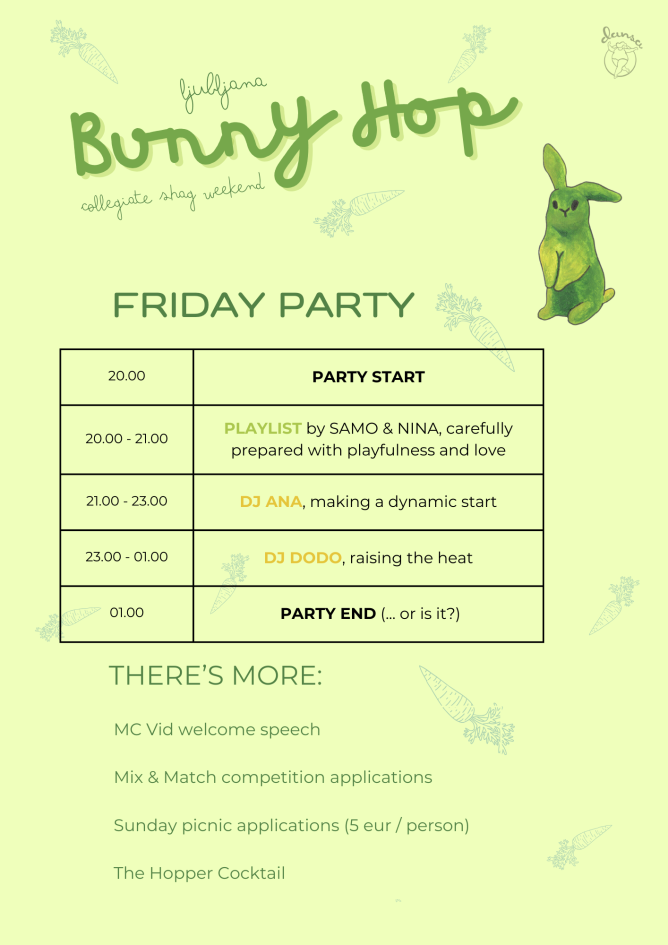 dansa
ljubljana
Bunny Hop
collegiate shag weekend
FRIDAY PARTY
20.00
PARTY START
20.00 - 21.00
PLAYLIST by SAMO & NINA, carefully
prepared with playfulness and love
21.00 - 23.00
DJ ANA, making a dynamic start
23.00 - 01.00
DJ DODO, raising the heat
01.00
PARTY END (... or is it?)
THERE'S MORE:
MC Vid welcome speech
Mix & Match competition applications
Sunday picnic applications (5 eur / person)
The Hopper Cocktail